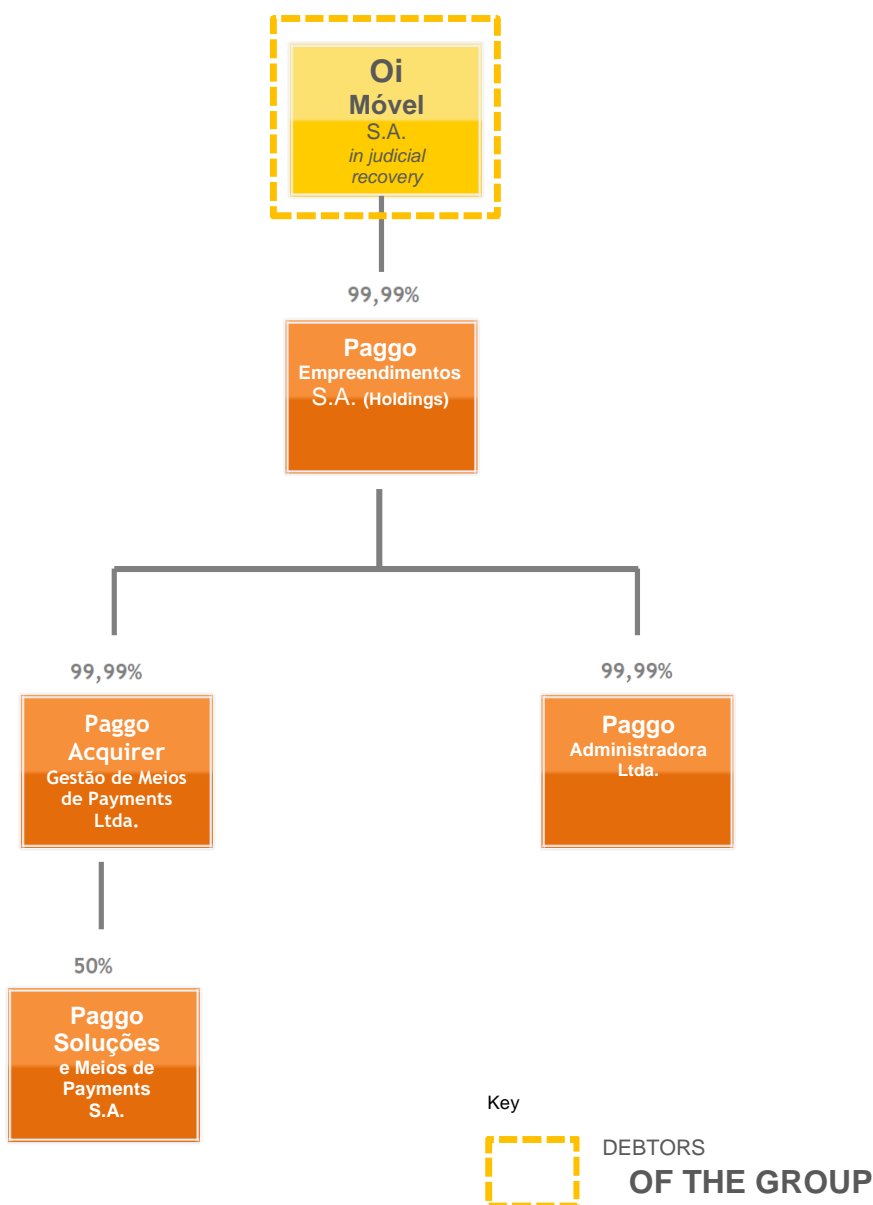 Oi
Móvel
S.A.
in judicial
recovery
99,99%
Paggo
Empreendimentos
S.A. (Holdings)
99,99%
99,99%
Paggo
Acquirer
Gestão de Meios
de Payments
Ltda.
Paggo
Administradora
Ltda.
50%
Paggo
Soluções
e Meios de
Payments
S.A.
Key
DEBTORS
OF THE GROUP